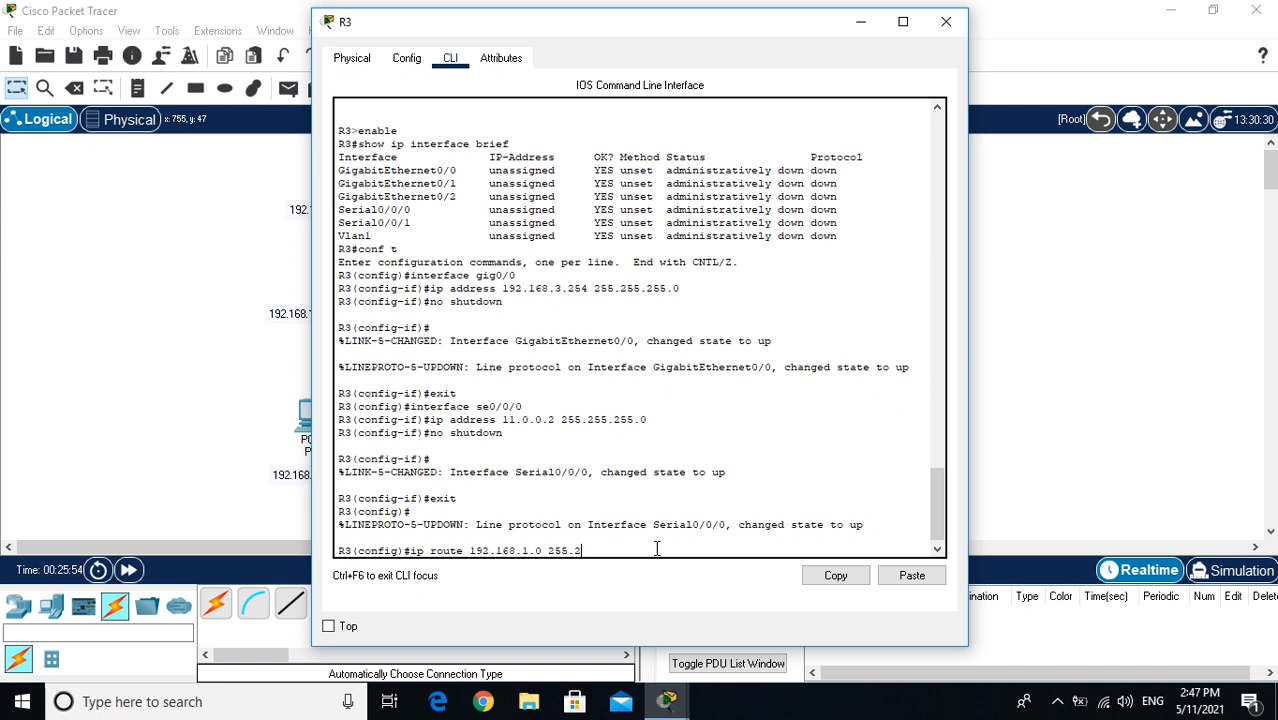 Cisco Packet Tracer
File Edit Options View Tools Extensions Window
Logical Physical x: 755, y: 47
[Root] 13:30:30
R3
Physical Config CLI Attributes
IOS Command Line Interface
R3>enable
R3#show ip interface brief
Interface IP-Address OK? Method Status Protocol
GigabitEthernet0/0 unassigned YES unset administratively down down
GigabitEthernet0/1 unassigned YES unset administratively down down
GigabitEthernet0/2 unassigned YES unset administratively down down
Serial0/0/0 unassigned YES unset administratively down down
Serial0/0/1 unassigned YES unset administratively down down
Vlan1 unassigned YES unset administratively down down
R3#conf t
Enter configuration commands, one per line. End with CNTL/Z.
R3(config)#interface gig0/0
R3(config-if)#ip address 192.168.3.254 255.255.255.0
R3(config-if)#no shutdown
R3(config-if)#
%LINK-5-CHANGED: Interface GigabitEthernet0/0, changed state to up
%LINEPROTO-5-UPDOWN: Line protocol on Interface GigabitEthernet0/0, changed state to up
R3(config-if)#exit
R3(config)#interface se0/0/0
R3(config-if)#ip address 11.0.0.2 255.255.255.0
R3(config-if)#no shutdown
R3(config-if)#
%LINK-5-CHANGED: Interface Serial0/0/0, changed state to up
R3(config-if)#exit
R3(config)#
%LINEPROTO-5-UPDOWN: Line protocol on Interface Serial0/0/0, changed state to up
R3(config)#ip route 192.168.1.0 255.2
Ctrl+F6 to exit CLI focus
Copy Paste
Top
192.
192.168.
PC
P
192.168.
Time: 00:25:54
Realtime Simulation
ination Type Color Time(sec) Periodic Num Edit Delete
Automatically Choose Connection Type
Toggle PDU List Window
Type here to search
ENG
2:47 PM
5/11/2021
1